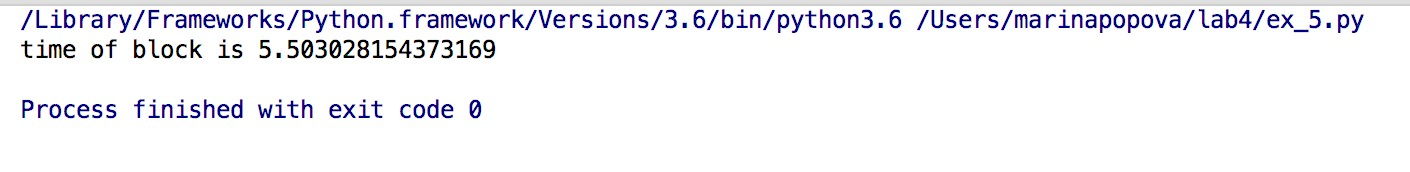 /Library/Frameworks/Python.framework/Versions/3.6/bin/python3.6 /Users/marinapopova/lab4/ex_5.py
time of block is 5.503028154373169
Process finished with exit code 0